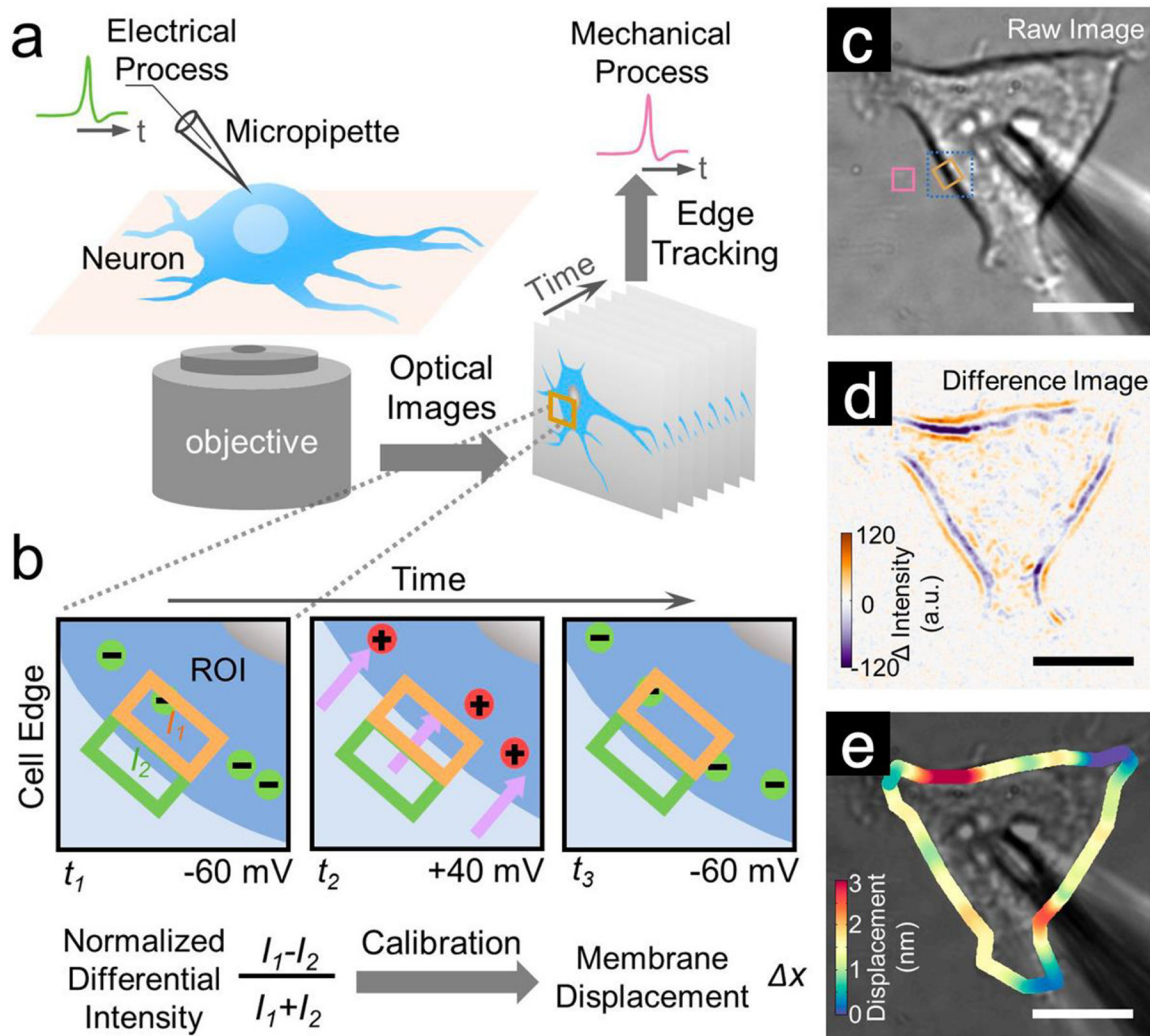 a
Electrical
Process
t
Micropipette
Neuron
objective
Optical
Images
Mechanical
Process
t
Edge
Tracking
Time
b
Time
Cell Edge
ROI
I₁
I₂
t₁
-60 mV
+
+
+
t₂
+40 mV
t₃
-60 mV
Normalized
Differential
Intensity
I₁-I₂
I₁+I₂
Calibration
Membrane
Displacement
Δx
c
Raw Image
d
Difference Image
120
0
-120
Δ Intensity
(a.u.)
e
3
2
1
0
Displacement
(nm)